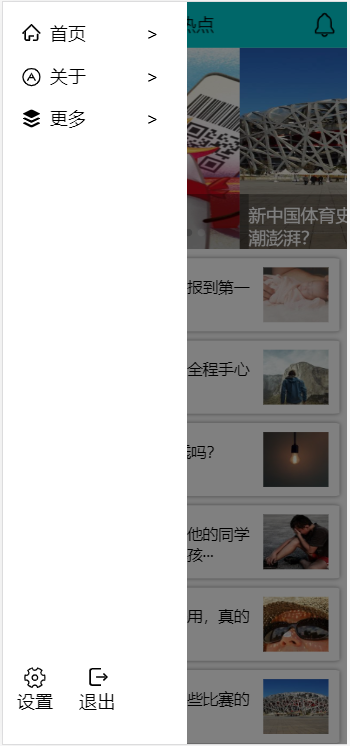 首页 >
关于 >
更多 >
热点
新中国体育史
潮澎湃?
报到第一
全程手心
钱吗?
他的同学
孩...
用，真的
些比赛的
设置 退出